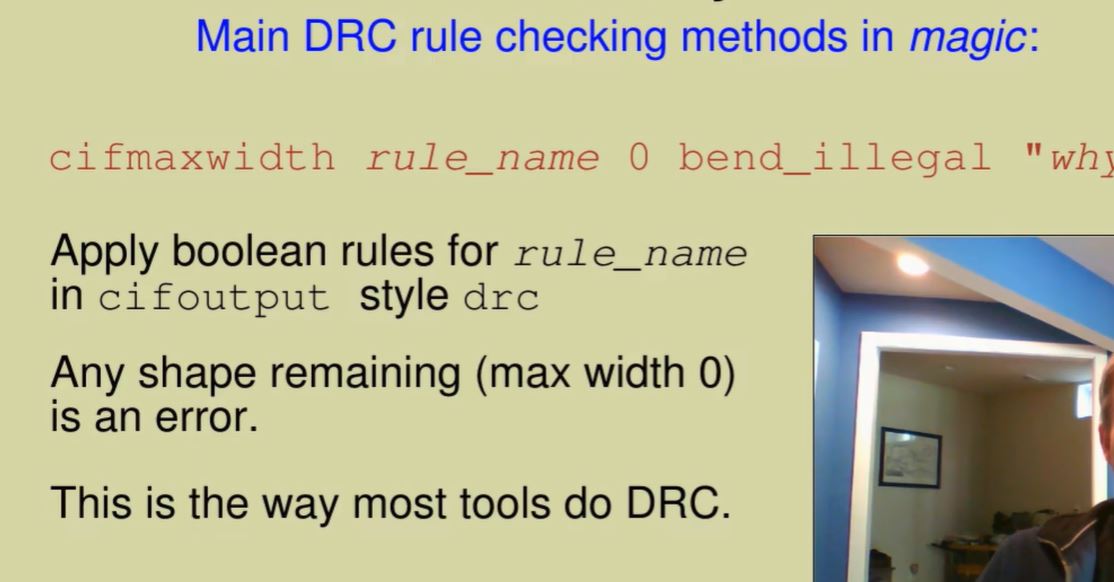 Main DRC rule checking methods in magic:
cifmaxwidth rule_name 0 bend_illegal "why
Apply boolean rules for rule_name
in cifoutput style drc
Any shape remaining (max width 0)
is an error.
This is the way most tools do DRC.